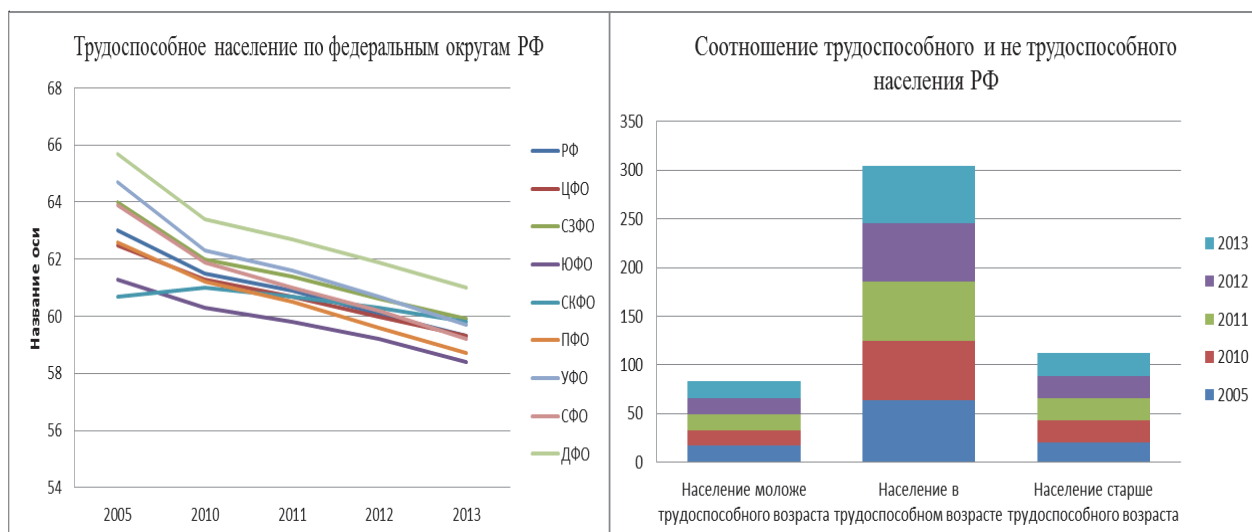 Трудоспособное население по федеральным округам РФ
Название оси
68
66
64
62
60
58
56
54
2005 2010 2011 2012 2013
РФ
ЦФО
СЗФО
ЮФО
СКФО
ПФО
УФО
СФО
ДФО
Соотношение трудоспособного и не трудоспособного
населения РФ
350
300
250
200
150
100
50
0
Население моложе Население в Население старше
трудоспособного возраста трудоспособном возрасте трудоспособного возраста
2013
2012
2011
2010
2005